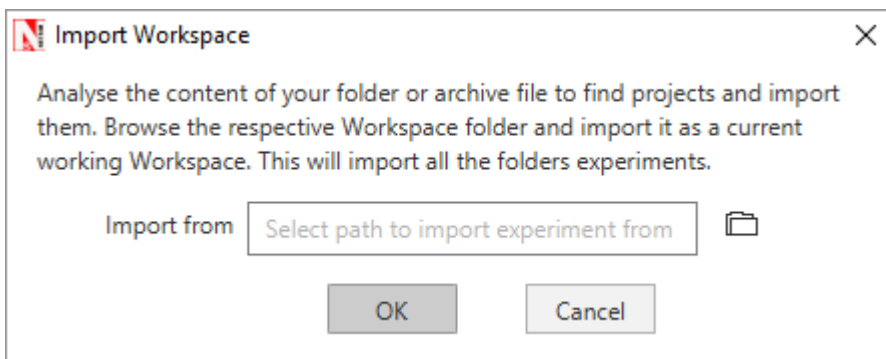 Import Workspace
Analyse the content of your folder or archive file to find projects and import
them. Browse the respective Workspace folder and import it as a current
working Workspace. This will import all the folders experiments.
Import from
Select path to import experiment from
OK
Cancel